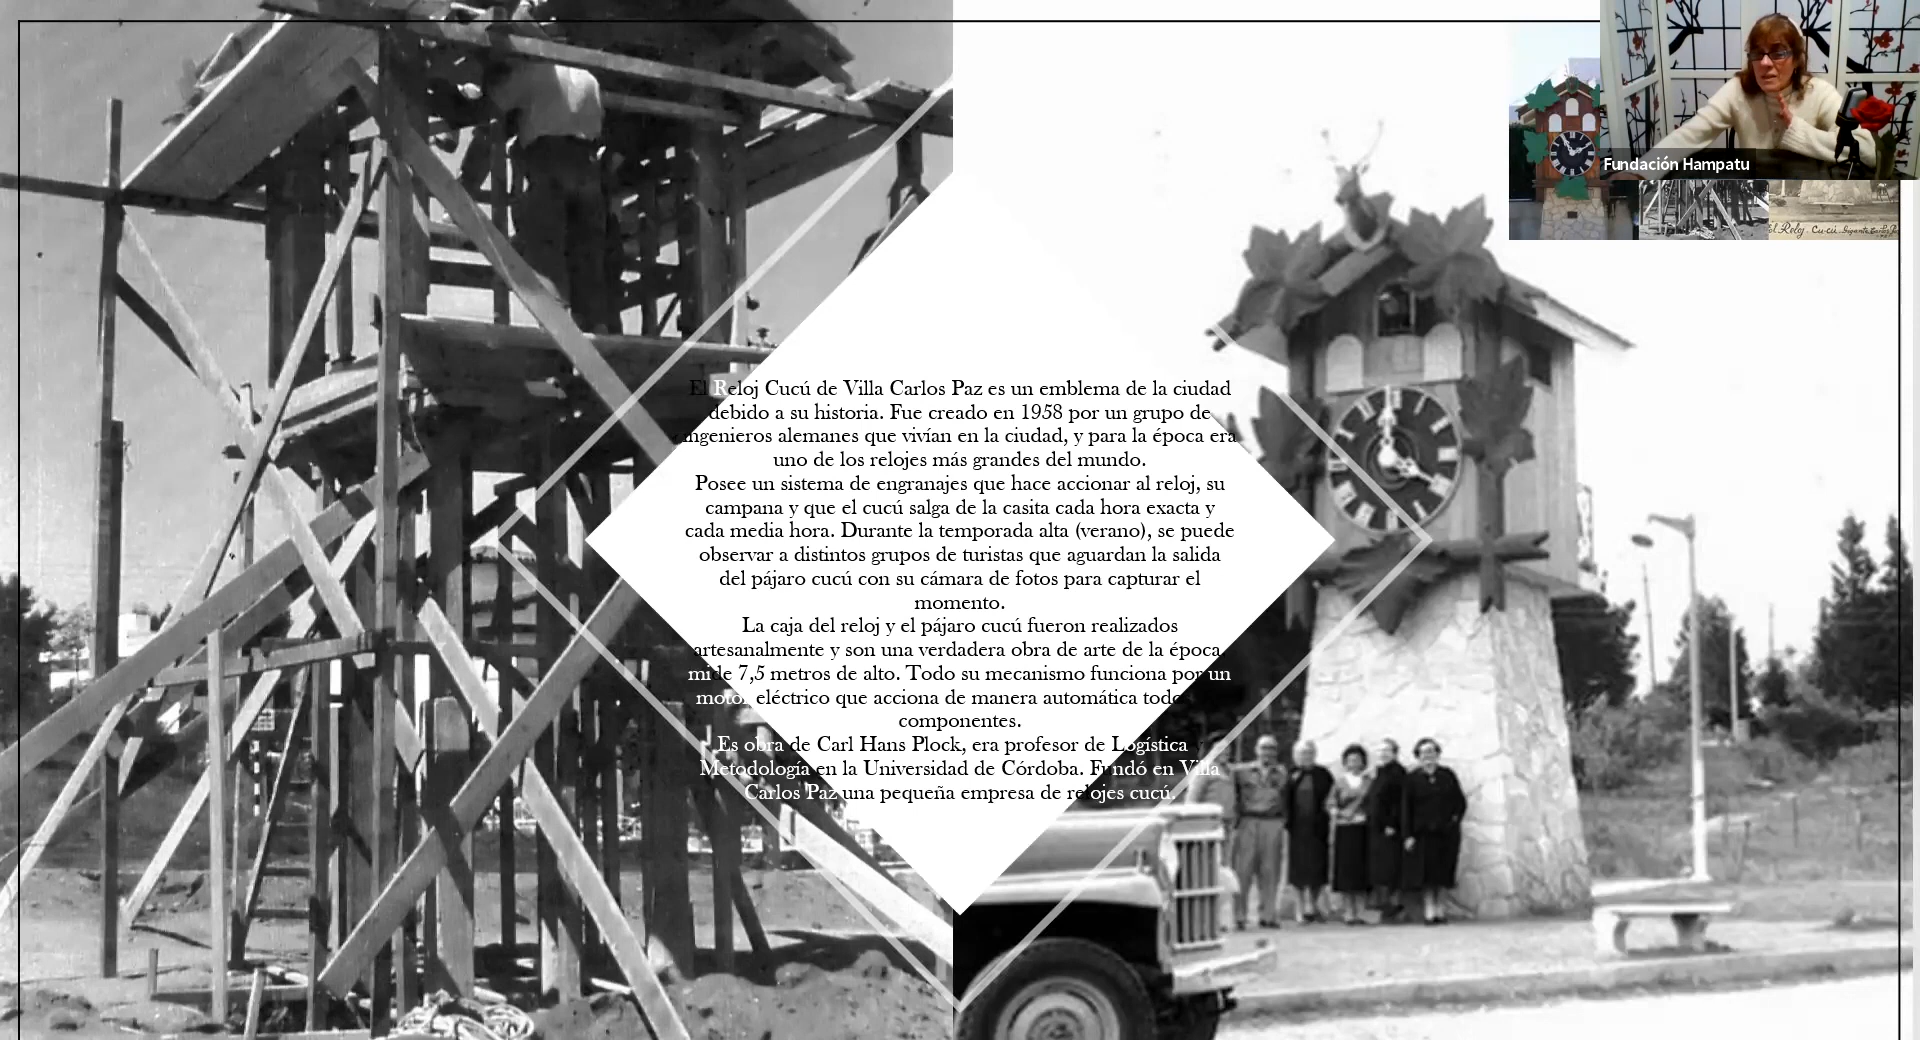 Fundación Hampatu
El Reloj Cucú de Villa Carlos Paz es un emblema de la ciudad
debido a su historia. Fue creado en 1958 por un grupo de
ingenieros alemanes que vivían en la ciudad, y para la época era
uno de los relojes más grandes del mundo.
Posee un sistema de engranajes que hace accionar al reloj, su
campana y que el cucú salga de la casita cada hora exacta y
cada media hora. Durante la temporada alta (verano), se puede
observar a distintos grupos de turistas que aguardan la salida
del pájaro cucú con su cámara de fotos para capturar el
momento.
La caja del reloj y el pájaro cucú fueron realizados
artesanalmente y son una verdadera obra de arte de la época,
mide 7,5 metros de alto. Todo su mecanismo funciona por un
motor eléctrico que acciona de manera automática todo
componentes.
Es obra de Carl Hans Plock, era profesor de Logística y
Metodología en la Universidad de Córdoba. Fundó en Villa
Carlos Paz una pequeña empresa de relojes cucú.